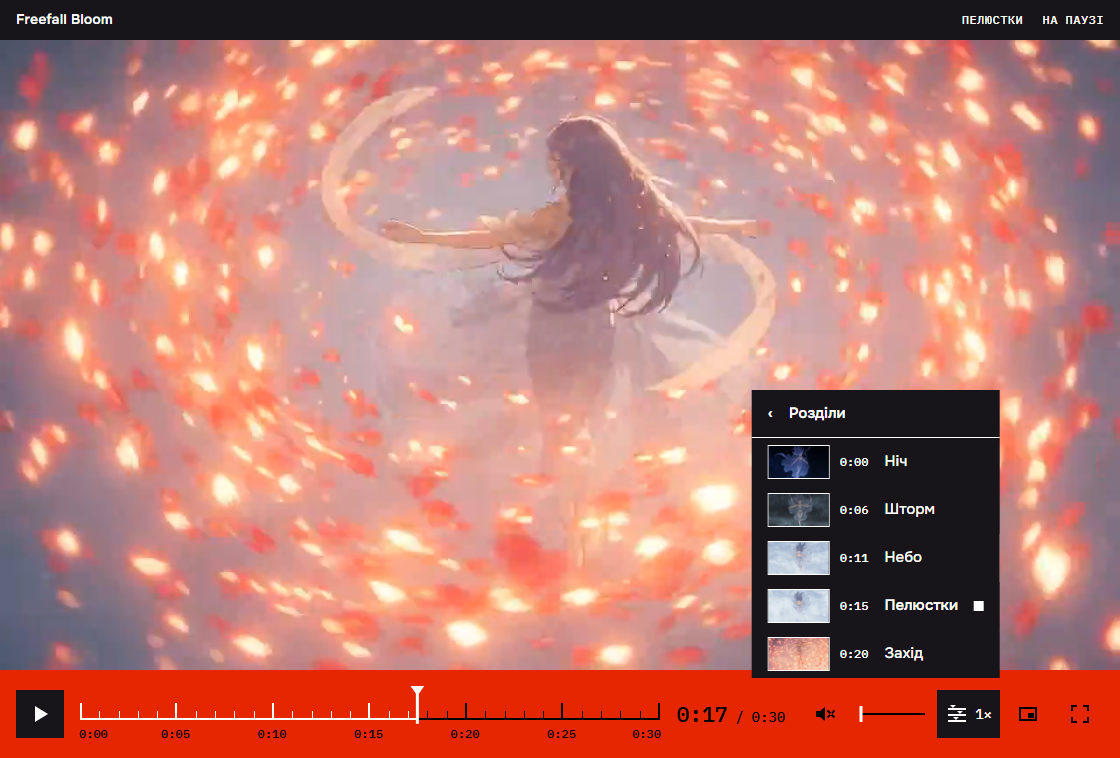 Freefall Bloom
ПЕЛЮСТКИ НА ПАУЗІ
‹ Розділи
0:00 Ніч
0:06 Шторм
0:11 Небо
0:15 Пелюстки
0:20 Захід
0:00 0:05 0:10 0:15 0:20 0:25 0:30
0:17 / 0:30
1×